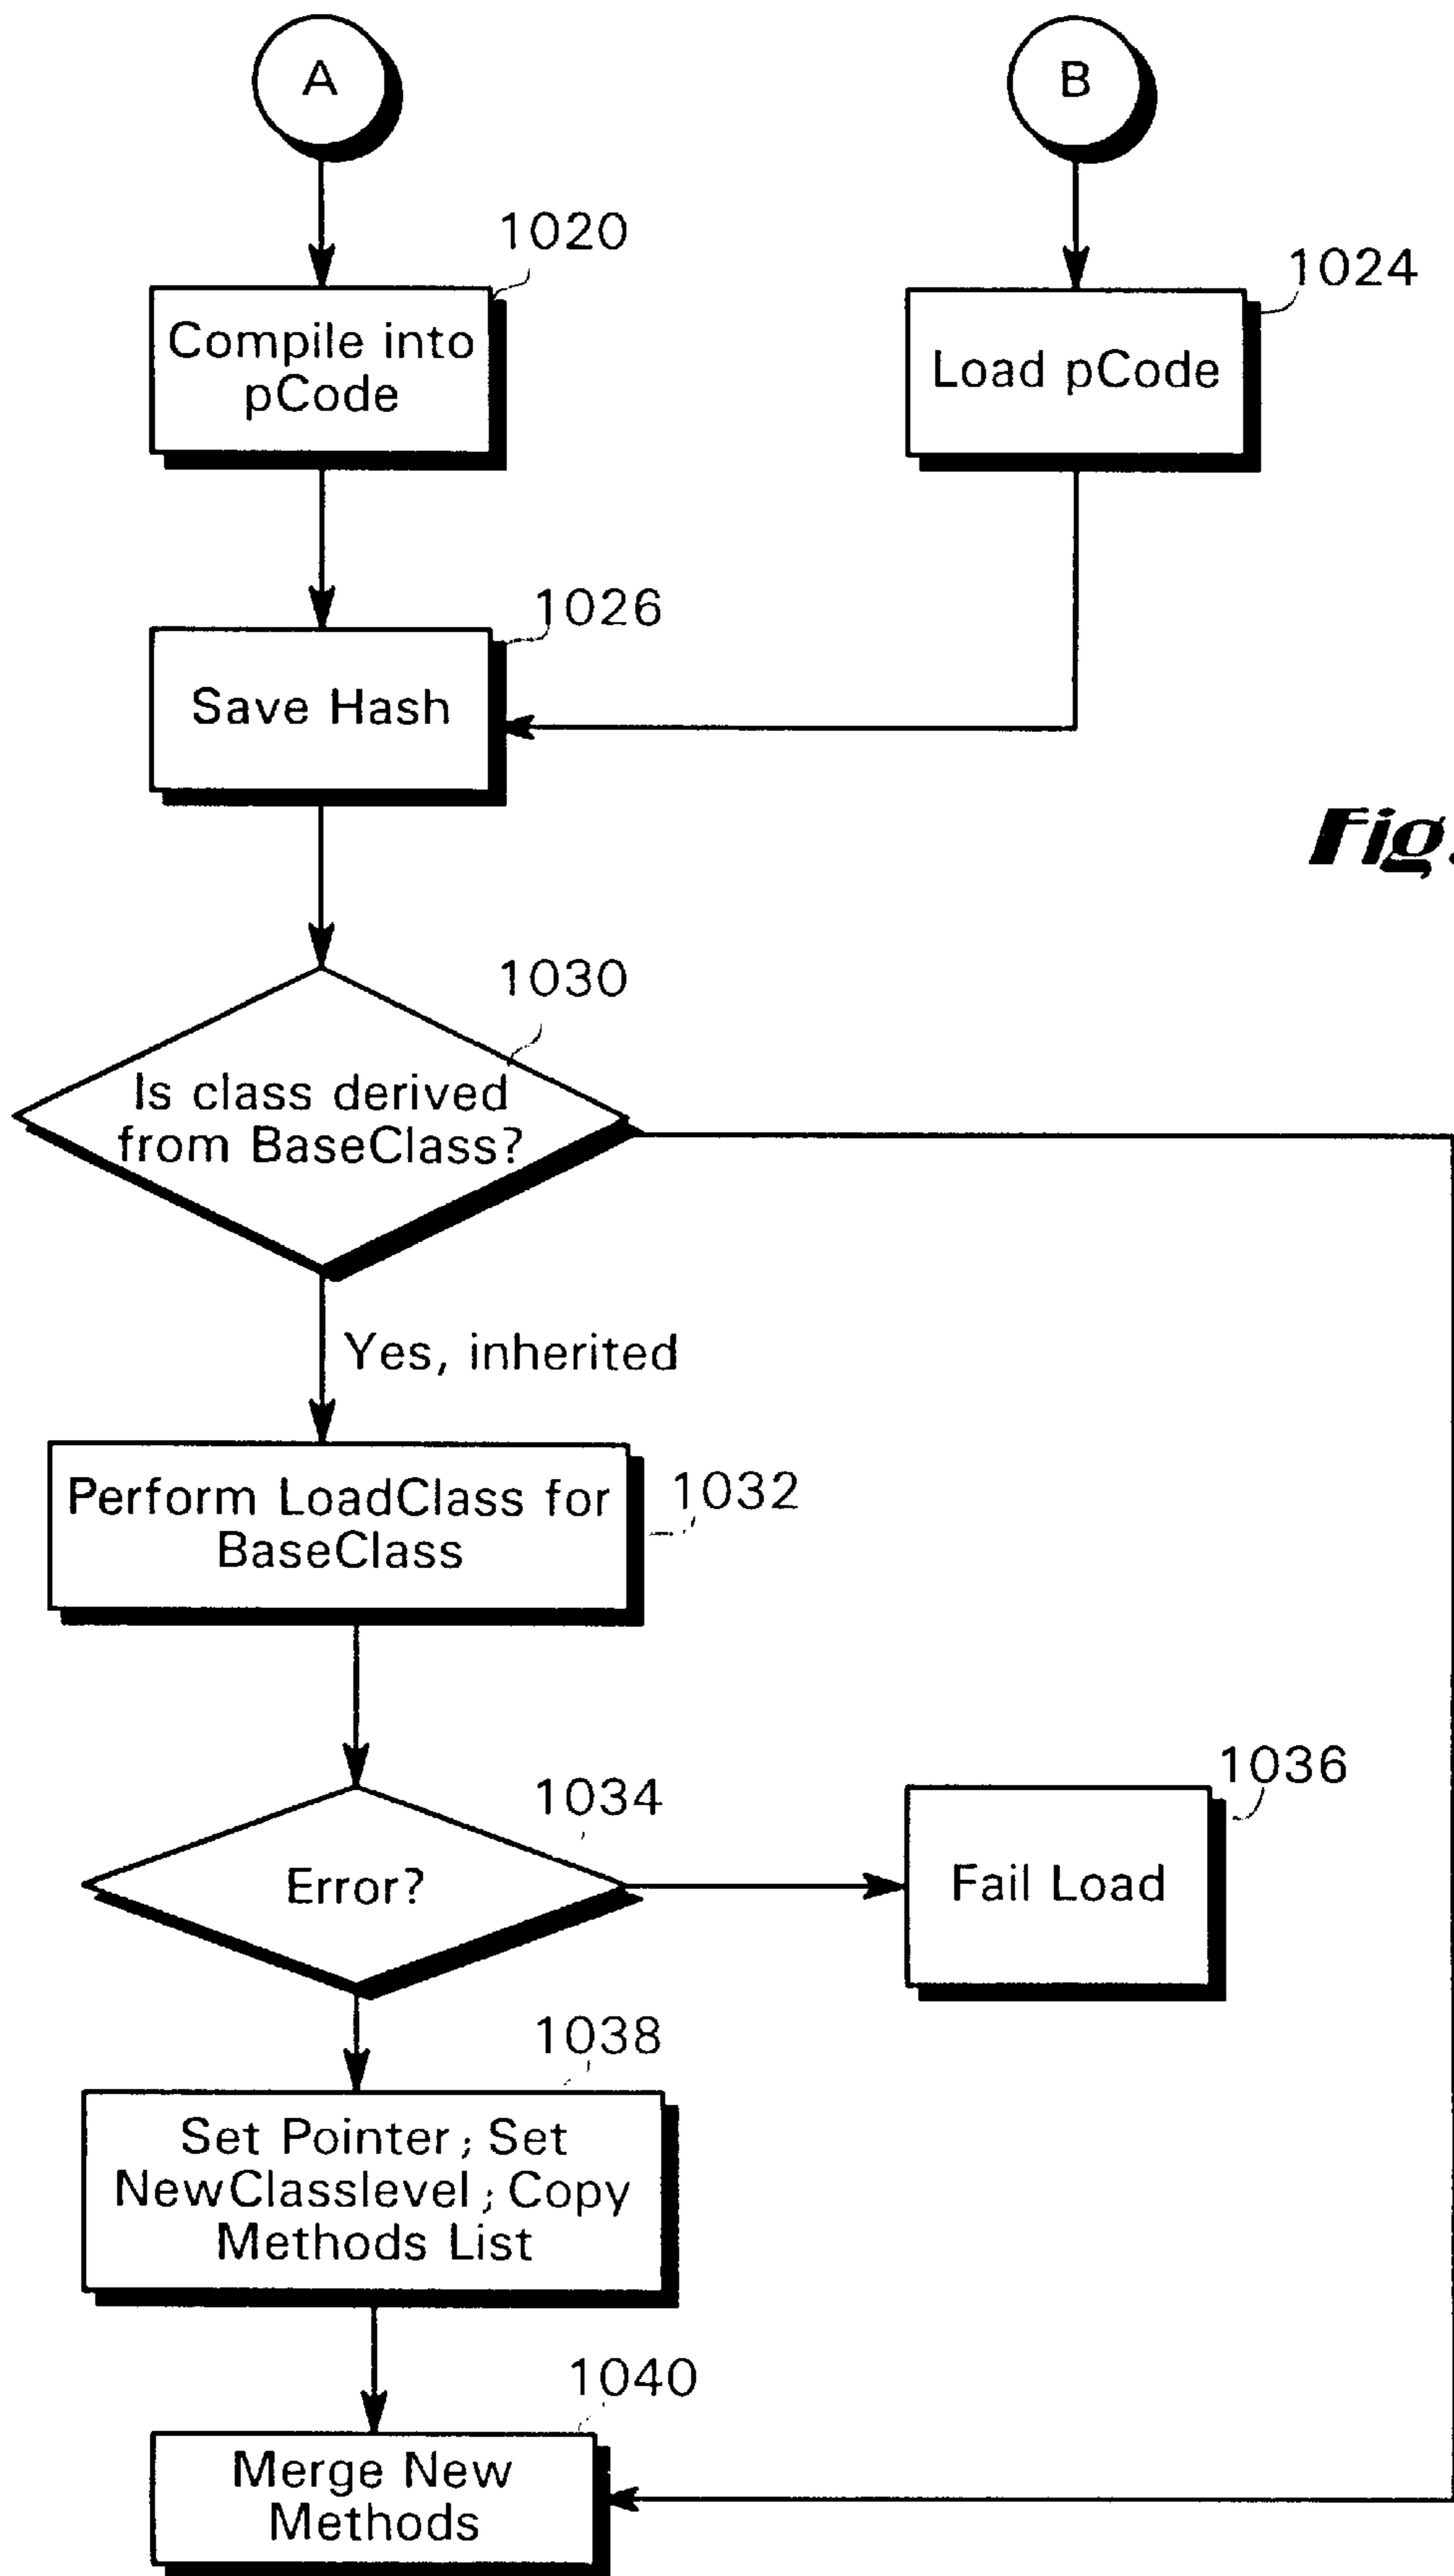 A
B
1020
1024
Compile into
pCode
Load pCode
1026
Save Hash
Fig.
1030
Is class derived
from BaseClass?
Yes, inherited
Perform LoadClass for
BaseClass
1032
1034
1036
Error?
Fail Load
1038
Set Pointer; Set
NewClasslevel; Copy
Methods List
1040
Merge New
Methods